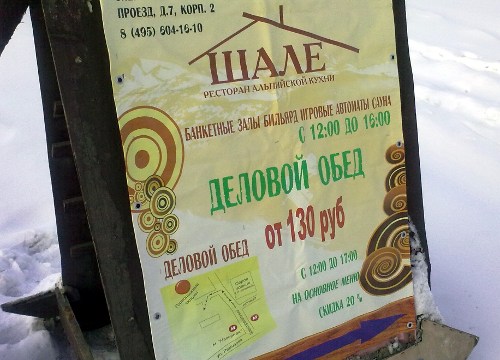 ПРОЕЗД, Д.7, КОРП. 2
8 (495) 604-16-10
ШАЛЕ
РЕСТОРАН АЛЬПИЙСКОЙ КУХНИ
БАНКЕТНЫЕ ЗАЛЫ БИЛЬЯРД ИГРОВЫЕ АВТОМАТЫ САУНА
С 12:00 ДО 16:00
ДЕЛОВОЙ ОБЕД
ОТ 130 РУБ
ДЕЛОВОЙ ОБЕД
С 12:00 ДО 17:00
НА ОСНОВНОЕ МЕНЮ
СКИДКА 20 %